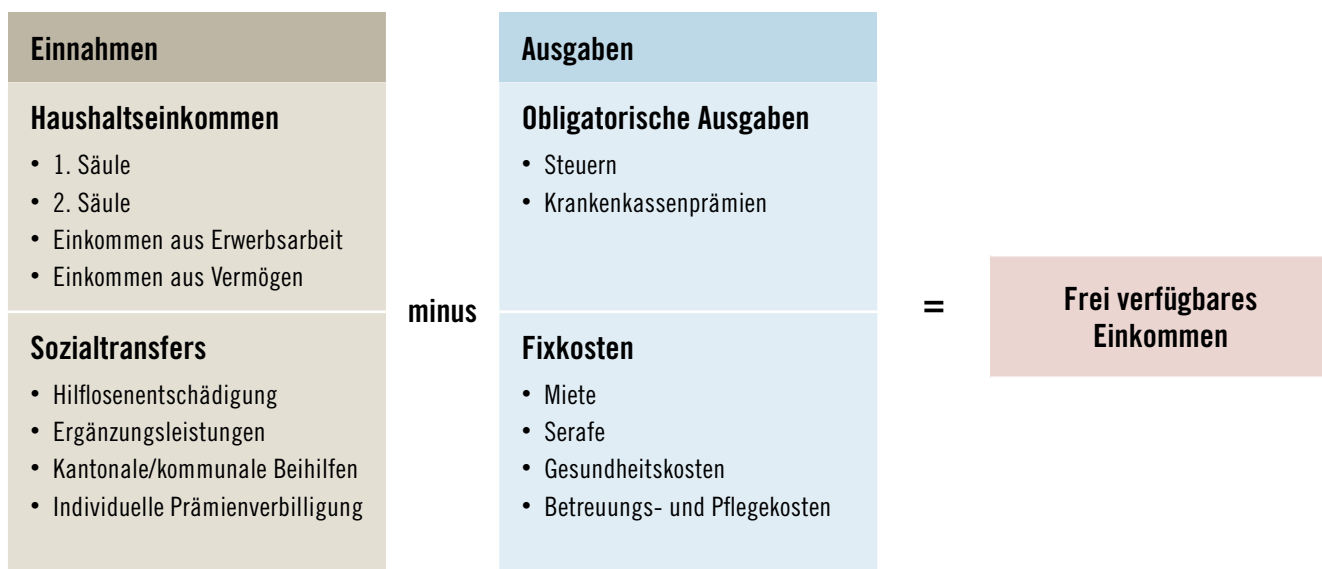 Einnahmen
Haushaltseinkommen
• 1. Säule
• 2. Säule
• Einkommen aus Erwerbsarbeit
• Einkommen aus Vermögen
Sozialtransfers
• Hilflosenentschädigung
• Ergänzungsleistungen
• Kantonale/kommunale Beihilfen
• Individuelle Prämienverbilligung
minus
Ausgaben
Obligatorische Ausgaben
• Steuern
• Krankenkassenprämien
Fixkosten
• Miete
• Serafe
• Gesundheitskosten
• Betreuungs- und Pflegekosten
=
Frei verfügbares
Einkommen